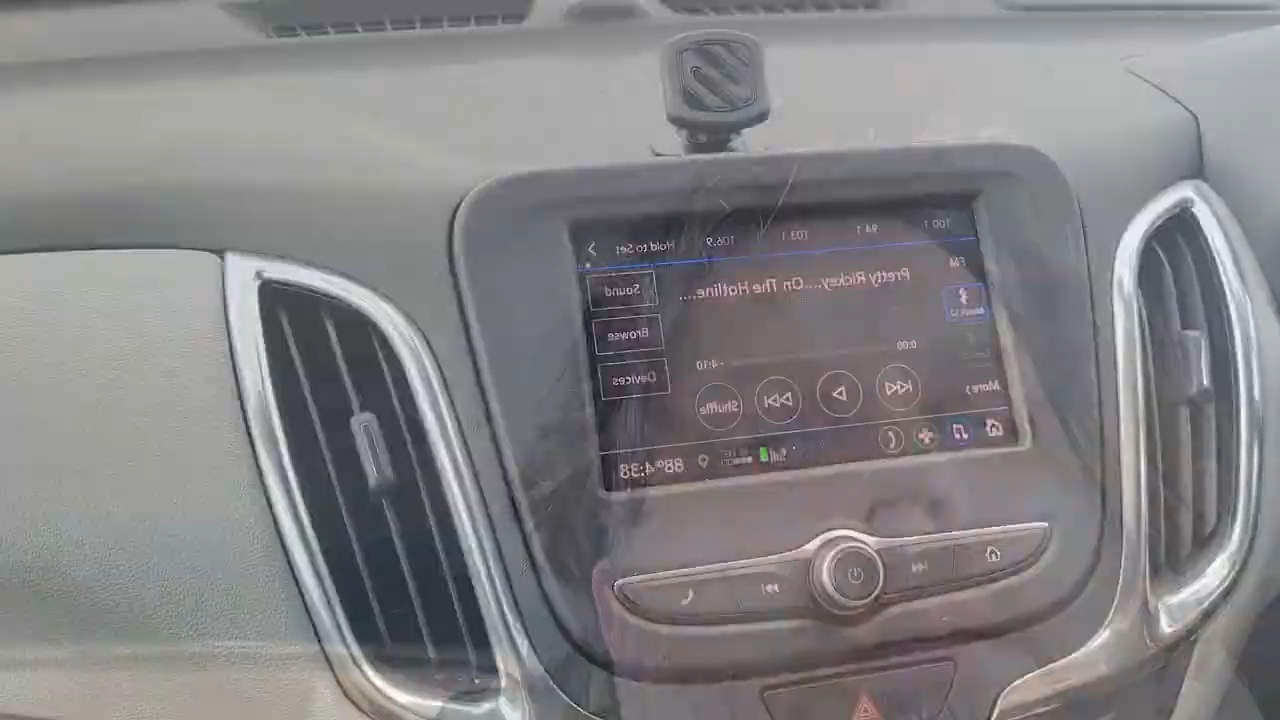 100.1 94.1 103.1 106.9 Hold to Set
FM
Pretty Rickey....On The Hotline....
Sound
Browse
Devices
0:00 -4:10
Shuffle
More
88° 4:38